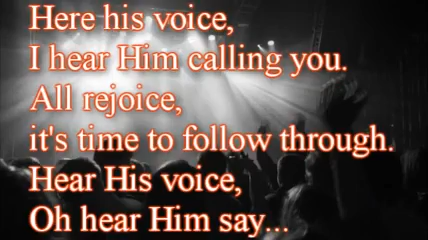 Here his voice,
I hear Him calling you.
All rejoice,
it's time to follow through.
Hear His voice,
Oh hear Him say...